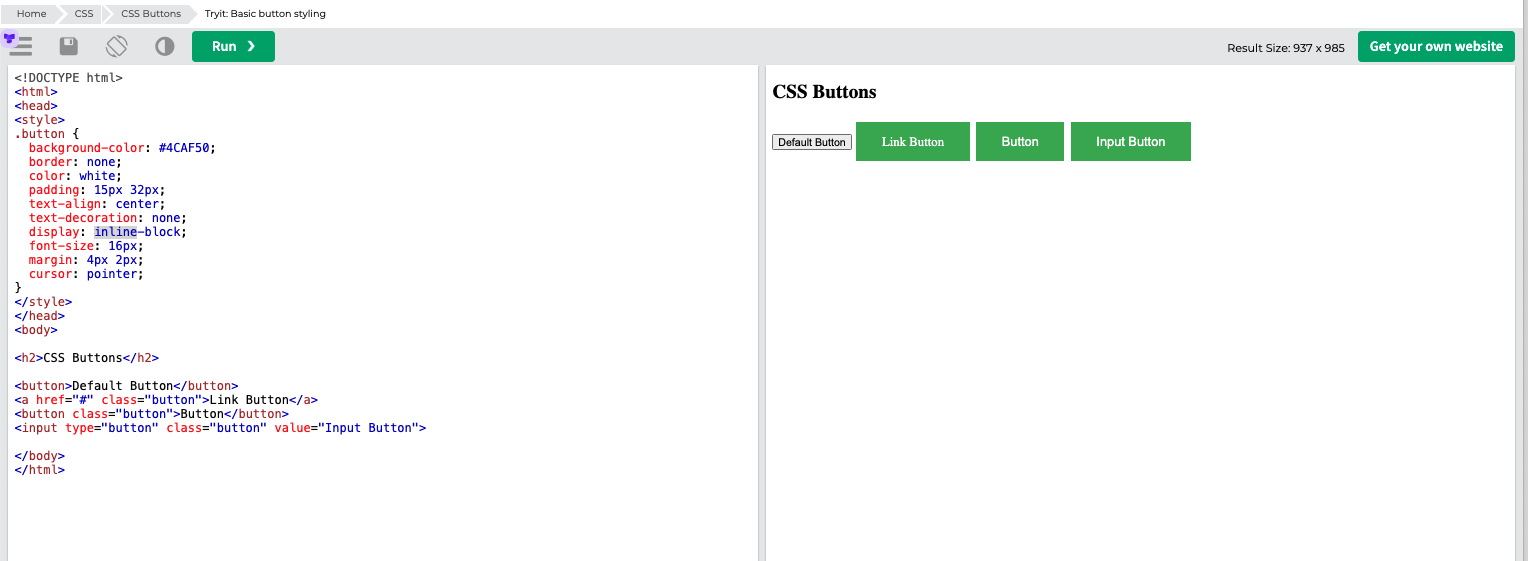 Home CSS CSS Buttons Tryit: Basic button styling
Run ❯ Result Size: 937 x 985 Get your own website
<!DOCTYPE html>
<html>
<head>
<style>
.button {
  background-color: #4CAF50;
  border: none;
  color: white;
  padding: 15px 32px;
  text-align: center;
  text-decoration: none;
  display: inline-block;
  font-size: 16px;
  margin: 4px 2px;
  cursor: pointer;
}
</style>
</head>
<body>

<h2>CSS Buttons</h2>

<button>Default Button</button>
<a href="#" class="button">Link Button</a>
<button class="button">Button</button>
<input type="button" class="button" value="Input Button">

</body>
</html>
CSS Buttons
Default Button Link Button Button Input Button